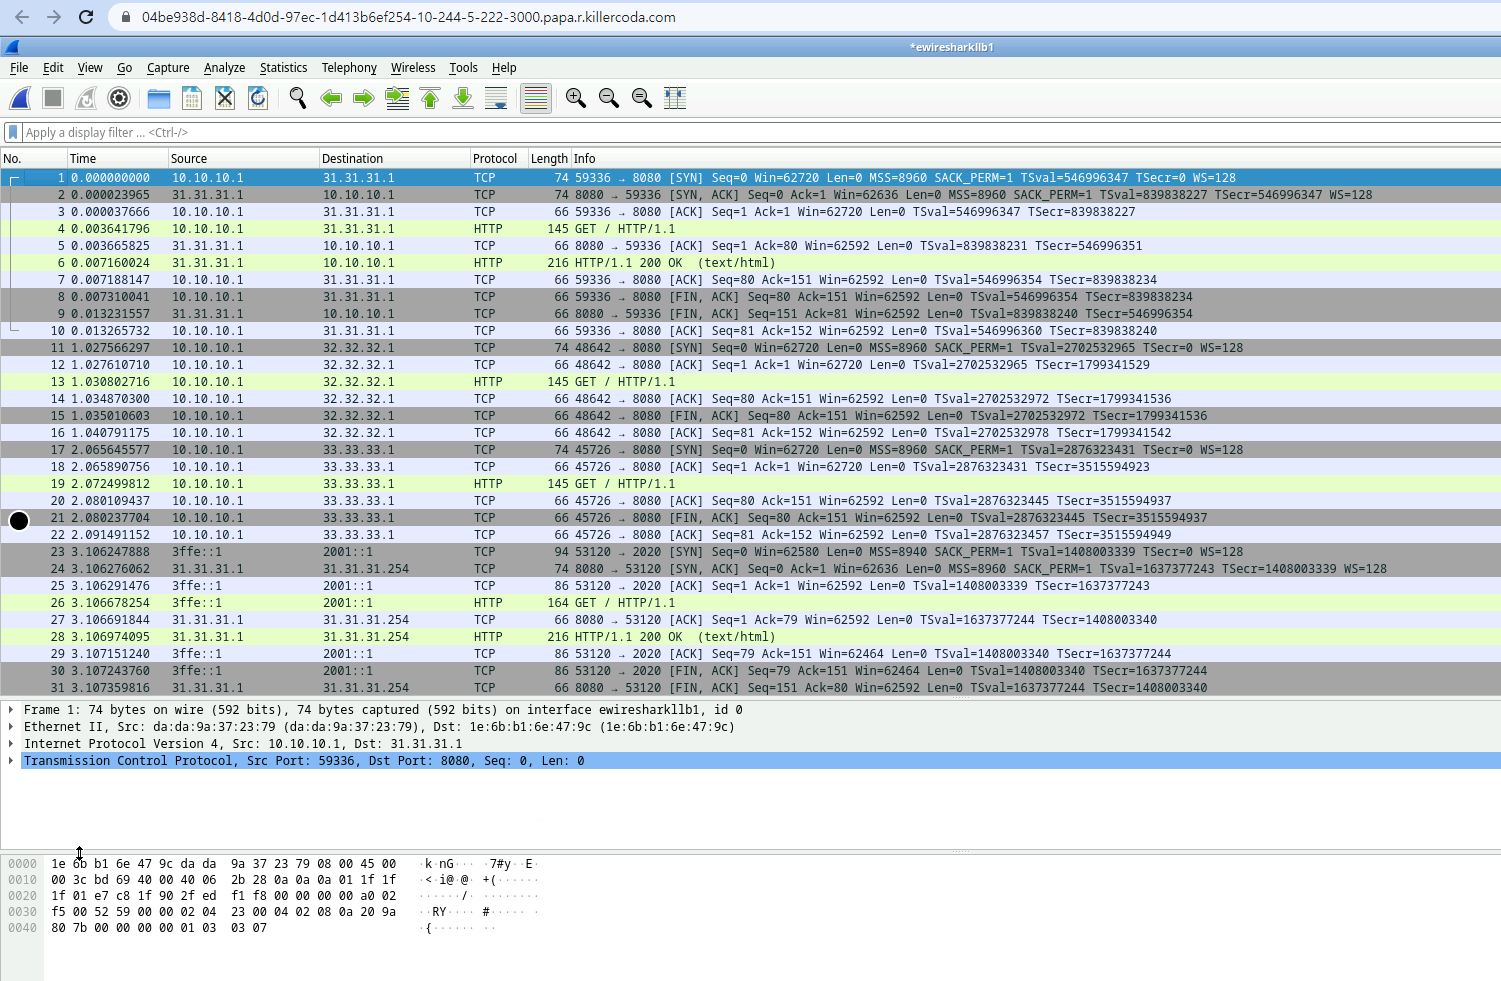 04be938d-8418-4d0d-97ec-1d413b6ef254-10-244-5-222-3000.papa.r.killercoda.com
*ewiresharkllb1
File Edit View Go Capture Analyze Statistics Telephony Wireless Tools Help
Apply a display filter ... <Ctrl-/>
No. Time Source Destination Protocol Length Info
1 0.000000000 10.10.10.1 31.31.31.1 TCP 74 59336 → 8080 [SYN] Seq=0 Win=62720 Len=0 MSS=8960 SACK_PERM=1 TSval=546996347 TSecr=0 WS=128
2 0.000023965 31.31.31.1 10.10.10.1 TCP 74 8080 → 59336 [SYN, ACK] Seq=0 Ack=1 Win=62636 Len=0 MSS=8960 SACK_PERM=1 TSval=839838227 TSecr=546996347 WS=128
3 0.000037666 10.10.10.1 31.31.31.1 TCP 66 59336 → 8080 [ACK] Seq=1 Ack=1 Win=62720 Len=0 TSval=546996347 TSecr=839838227
4 0.003641796 10.10.10.1 31.31.31.1 HTTP 145 GET / HTTP/1.1
5 0.003665825 31.31.31.1 10.10.10.1 TCP 66 8080 → 59336 [ACK] Seq=1 Ack=80 Win=62592 Len=0 TSval=839838231 TSecr=546996351
6 0.007160024 31.31.31.1 10.10.10.1 HTTP 216 HTTP/1.1 200 OK (text/html)
7 0.007188147 10.10.10.1 31.31.31.1 TCP 66 59336 → 8080 [ACK] Seq=80 Ack=151 Win=62592 Len=0 TSval=546996354 TSecr=839838234
8 0.007310041 10.10.10.1 31.31.31.1 TCP 66 59336 → 8080 [FIN, ACK] Seq=80 Ack=151 Win=62592 Len=0 TSval=546996354 TSecr=839838234
9 0.013231557 31.31.31.1 10.10.10.1 TCP 66 8080 → 59336 [FIN, ACK] Seq=151 Ack=81 Win=62592 Len=0 TSval=839838240 TSecr=546996354
10 0.013265732 10.10.10.1 31.31.31.1 TCP 66 59336 → 8080 [ACK] Seq=81 Ack=152 Win=62592 Len=0 TSval=546996360 TSecr=839838240
11 1.027566297 10.10.10.1 32.32.32.1 TCP 74 48642 → 8080 [SYN] Seq=0 Win=62720 Len=0 MSS=8960 SACK_PERM=1 TSval=2702532965 TSecr=0 WS=128
12 1.027610710 10.10.10.1 32.32.32.1 TCP 66 48642 → 8080 [ACK] Seq=1 Ack=1 Win=62720 Len=0 TSval=2702532965 TSecr=1799341529
13 1.030802716 10.10.10.1 32.32.32.1 HTTP 145 GET / HTTP/1.1
14 1.034870300 10.10.10.1 32.32.32.1 TCP 66 48642 → 8080 [ACK] Seq=80 Ack=151 Win=62592 Len=0 TSval=2702532972 TSecr=1799341536
15 1.035010603 10.10.10.1 32.32.32.1 TCP 66 48642 → 8080 [FIN, ACK] Seq=80 Ack=151 Win=62592 Len=0 TSval=2702532972 TSecr=1799341536
16 1.040791175 10.10.10.1 32.32.32.1 TCP 66 48642 → 8080 [ACK] Seq=81 Ack=152 Win=62592 Len=0 TSval=2702532978 TSecr=1799341542
17 2.065645577 10.10.10.1 33.33.33.1 TCP 74 45726 → 8080 [SYN] Seq=0 Win=62720 Len=0 MSS=8960 SACK_PERM=1 TSval=2876323431 TSecr=0 WS=128
18 2.065890756 10.10.10.1 33.33.33.1 TCP 66 45726 → 8080 [ACK] Seq=1 Ack=1 Win=62720 Len=0 TSval=2876323431 TSecr=3515594923
19 2.072499812 10.10.10.1 33.33.33.1 HTTP 145 GET / HTTP/1.1
20 2.080109437 10.10.10.1 33.33.33.1 TCP 66 45726 → 8080 [ACK] Seq=80 Ack=151 Win=62592 Len=0 TSval=2876323445 TSecr=3515594937
21 2.080237704 10.10.10.1 33.33.33.1 TCP 66 45726 → 8080 [FIN, ACK] Seq=80 Ack=151 Win=62592 Len=0 TSval=2876323445 TSecr=3515594937
22 2.091491152 10.10.10.1 33.33.33.1 TCP 66 45726 → 8080 [ACK] Seq=81 Ack=152 Win=62592 Len=0 TSval=2876323457 TSecr=3515594949
23 3.106247888 3ffe::1 2001::1 TCP 94 53120 → 2020 [SYN] Seq=0 Win=62580 Len=0 MSS=8940 SACK_PERM=1 TSval=1408003339 TSecr=0 WS=128
24 3.106276062 31.31.31.1 31.31.31.254 TCP 74 8080 → 53120 [SYN, ACK] Seq=0 Ack=1 Win=62636 Len=0 MSS=8960 SACK_PERM=1 TSval=1637377243 TSecr=1408003339 WS=128
25 3.106291476 3ffe::1 2001::1 TCP 86 53120 → 2020 [ACK] Seq=1 Ack=1 Win=62592 Len=0 TSval=1408003339 TSecr=1637377243
26 3.106678254 3ffe::1 2001::1 HTTP 164 GET / HTTP/1.1
27 3.106691844 31.31.31.1 31.31.31.254 TCP 66 8080 → 53120 [ACK] Seq=1 Ack=79 Win=62592 Len=0 TSval=1637377244 TSecr=1408003340
28 3.106974095 31.31.31.1 31.31.31.254 HTTP 216 HTTP/1.1 200 OK (text/html)
29 3.107151240 3ffe::1 2001::1 TCP 86 53120 → 2020 [ACK] Seq=79 Ack=151 Win=62464 Len=0 TSval=1408003340 TSecr=1637377244
30 3.107243760 3ffe::1 2001::1 TCP 86 53120 → 2020 [FIN, ACK] Seq=79 Ack=151 Win=62464 Len=0 TSval=1408003340 TSecr=1637377244
31 3.107359816 31.31.31.1 31.31.31.254 TCP 66 8080 → 53120 [FIN, ACK] Seq=151 Ack=80 Win=62592 Len=0 TSval=1637377244 TSecr=1408003340
Frame 1: 74 bytes on wire (592 bits), 74 bytes captured (592 bits) on interface ewiresharkllb1, id 0
Ethernet II, Src: da:da:9a:37:23:79 (da:da:9a:37:23:79), Dst: 1e:6b:b1:6e:47:9c (1e:6b:b1:6e:47:9c)
Internet Protocol Version 4, Src: 10.10.10.1, Dst: 31.31.31.1
Transmission Control Protocol, Src Port: 59336, Dst Port: 8080, Seq: 0, Len: 0
0000 1e 6b b1 6e 47 9c da da 9a 37 23 79 08 00 45 00 ·k·nG··· ·7#y··E·
0010 00 3c bd 69 40 00 40 06 2b 28 0a 0a 0a 01 1f 1f ·<·i@·@· +(······
0020 1f 01 e7 c8 1f 90 2f ed f1 f8 00 00 00 00 a0 02 ······/· ········
0030 f5 00 52 59 00 00 02 04 23 00 04 02 08 0a 20 9a ··RY···· #····· ·
0040 80 7b 00 00 00 00 01 03 03 07 ·{······ ··